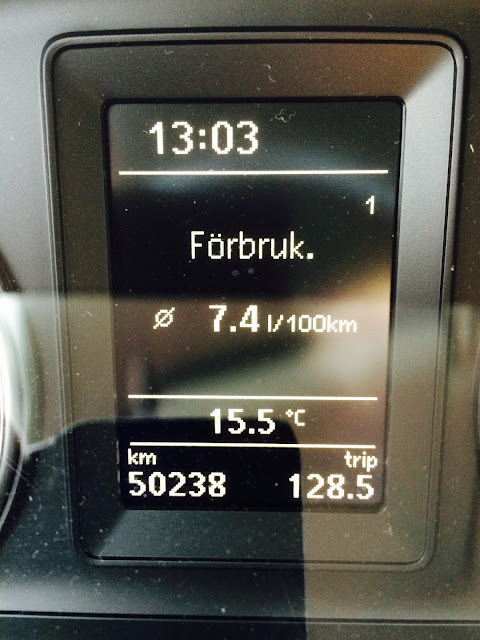 13:03
1
Förbruk.
Ø 7.4 l/100km
15.5 °C
km trip
50238 128.5